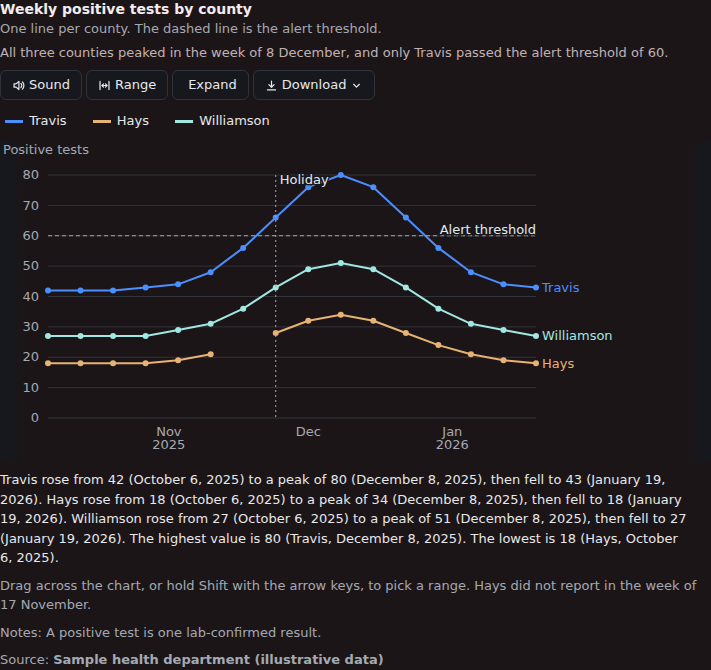 Weekly positive tests by county
One line per county. The dashed line is the alert threshold.
All three counties peaked in the week of 8 December, and only Travis passed the alert threshold of 60.
Sound Range Expand Download
Travis Hays Williamson
Positive tests
80
70
60
50
40
30
20
10
0
Holiday
Alert threshold
Travis
Williamson
Hays
Nov Dec Jan
2025 2026
Travis rose from 42 (October 6, 2025) to a peak of 80 (December 8, 2025), then fell to 43 (January 19,
2026). Hays rose from 18 (October 6, 2025) to a peak of 34 (December 8, 2025), then fell to 18 (January
19, 2026). Williamson rose from 27 (October 6, 2025) to a peak of 51 (December 8, 2025), then fell to 27
(January 19, 2026). The highest value is 80 (Travis, December 8, 2025). The lowest is 18 (Hays, October
6, 2025).
Drag across the chart, or hold Shift with the arrow keys, to pick a range. Hays did not report in the week of
17 November.
Notes: A positive test is one lab-confirmed result.
Source: Sample health department (illustrative data)